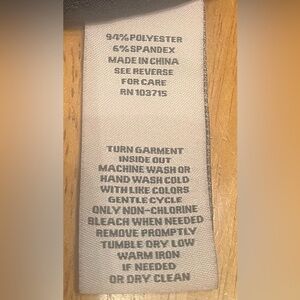 94% POLYESTER
6% SPANDEX
MADE IN CHINA
SEE REVERSE
FOR CARE
RN 103715
TURN GARMENT
INSIDE OUT
MACHINE WASH OR
HAND WASH COLD
WITH LIKE COLORS
GENTLE CYCLE
ONLY NON-CHLORINE
BLEACH WHEN NEEDED
REMOVE PROMPTLY
TUMBLE DRY LOW
WARM IRON
IF NEEDED
OR DRY CLEAN